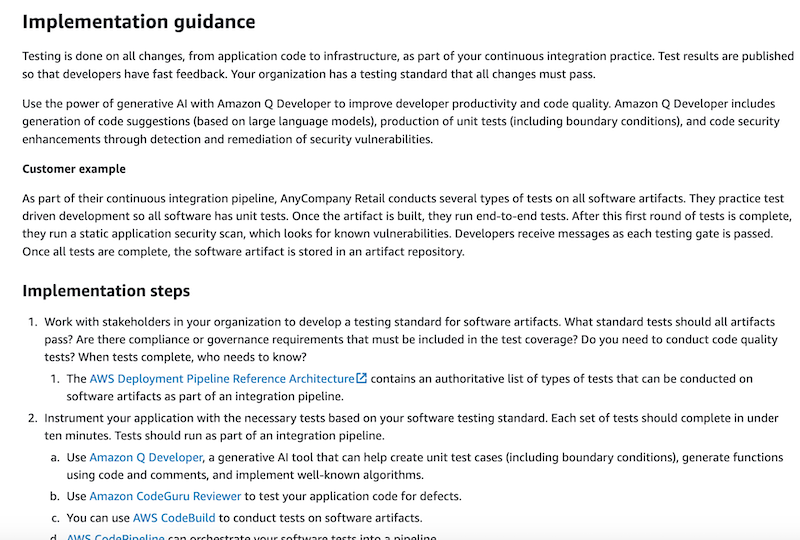 Implementation guidance
Testing is done on all changes, from application code to infrastructure, as part of your continuous integration practice. Test results are published
so that developers have fast feedback. Your organization has a testing standard that all changes must pass.
Use the power of generative AI with Amazon Q Developer to improve developer productivity and code quality. Amazon Q Developer includes
generation of code suggestions (based on large language models), production of unit tests (including boundary conditions), and code security
enhancements through detection and remediation of security vulnerabilities.
Customer example
As part of their continuous integration pipeline, AnyCompany Retail conducts several types of tests on all software artifacts. They practice test
driven development so all software has unit tests. Once the artifact is built, they run end-to-end tests. After this first round of tests is complete,
they run a static application security scan, which looks for known vulnerabilities. Developers receive messages as each testing gate is passed.
Once all tests are complete, the software artifact is stored in an artifact repository.
Implementation steps
1. Work with stakeholders in your organization to develop a testing standard for software artifacts. What standard tests should all artifacts
pass? Are there compliance or governance requirements that must be included in the test coverage? Do you need to conduct code quality
tests? When tests complete, who needs to know?
1. The AWS Deployment Pipeline Reference Architecture contains an authoritative list of types of tests that can be conducted on
software artifacts as part of an integration pipeline.
2. Instrument your application with the necessary tests based on your software testing standard. Each set of tests should complete in under
ten minutes. Tests should run as part of an integration pipeline.
a. Use Amazon Q Developer, a generative AI tool that can help create unit test cases (including boundary conditions), generate functions
using code and comments, and implement well-known algorithms.
b. Use Amazon CodeGuru Reviewer to test your application code for defects.
c. You can use AWS CodeBuild to conduct tests on software artifacts.
d. AWS CodePipeline can orchestrate your software tests into a pipeline.